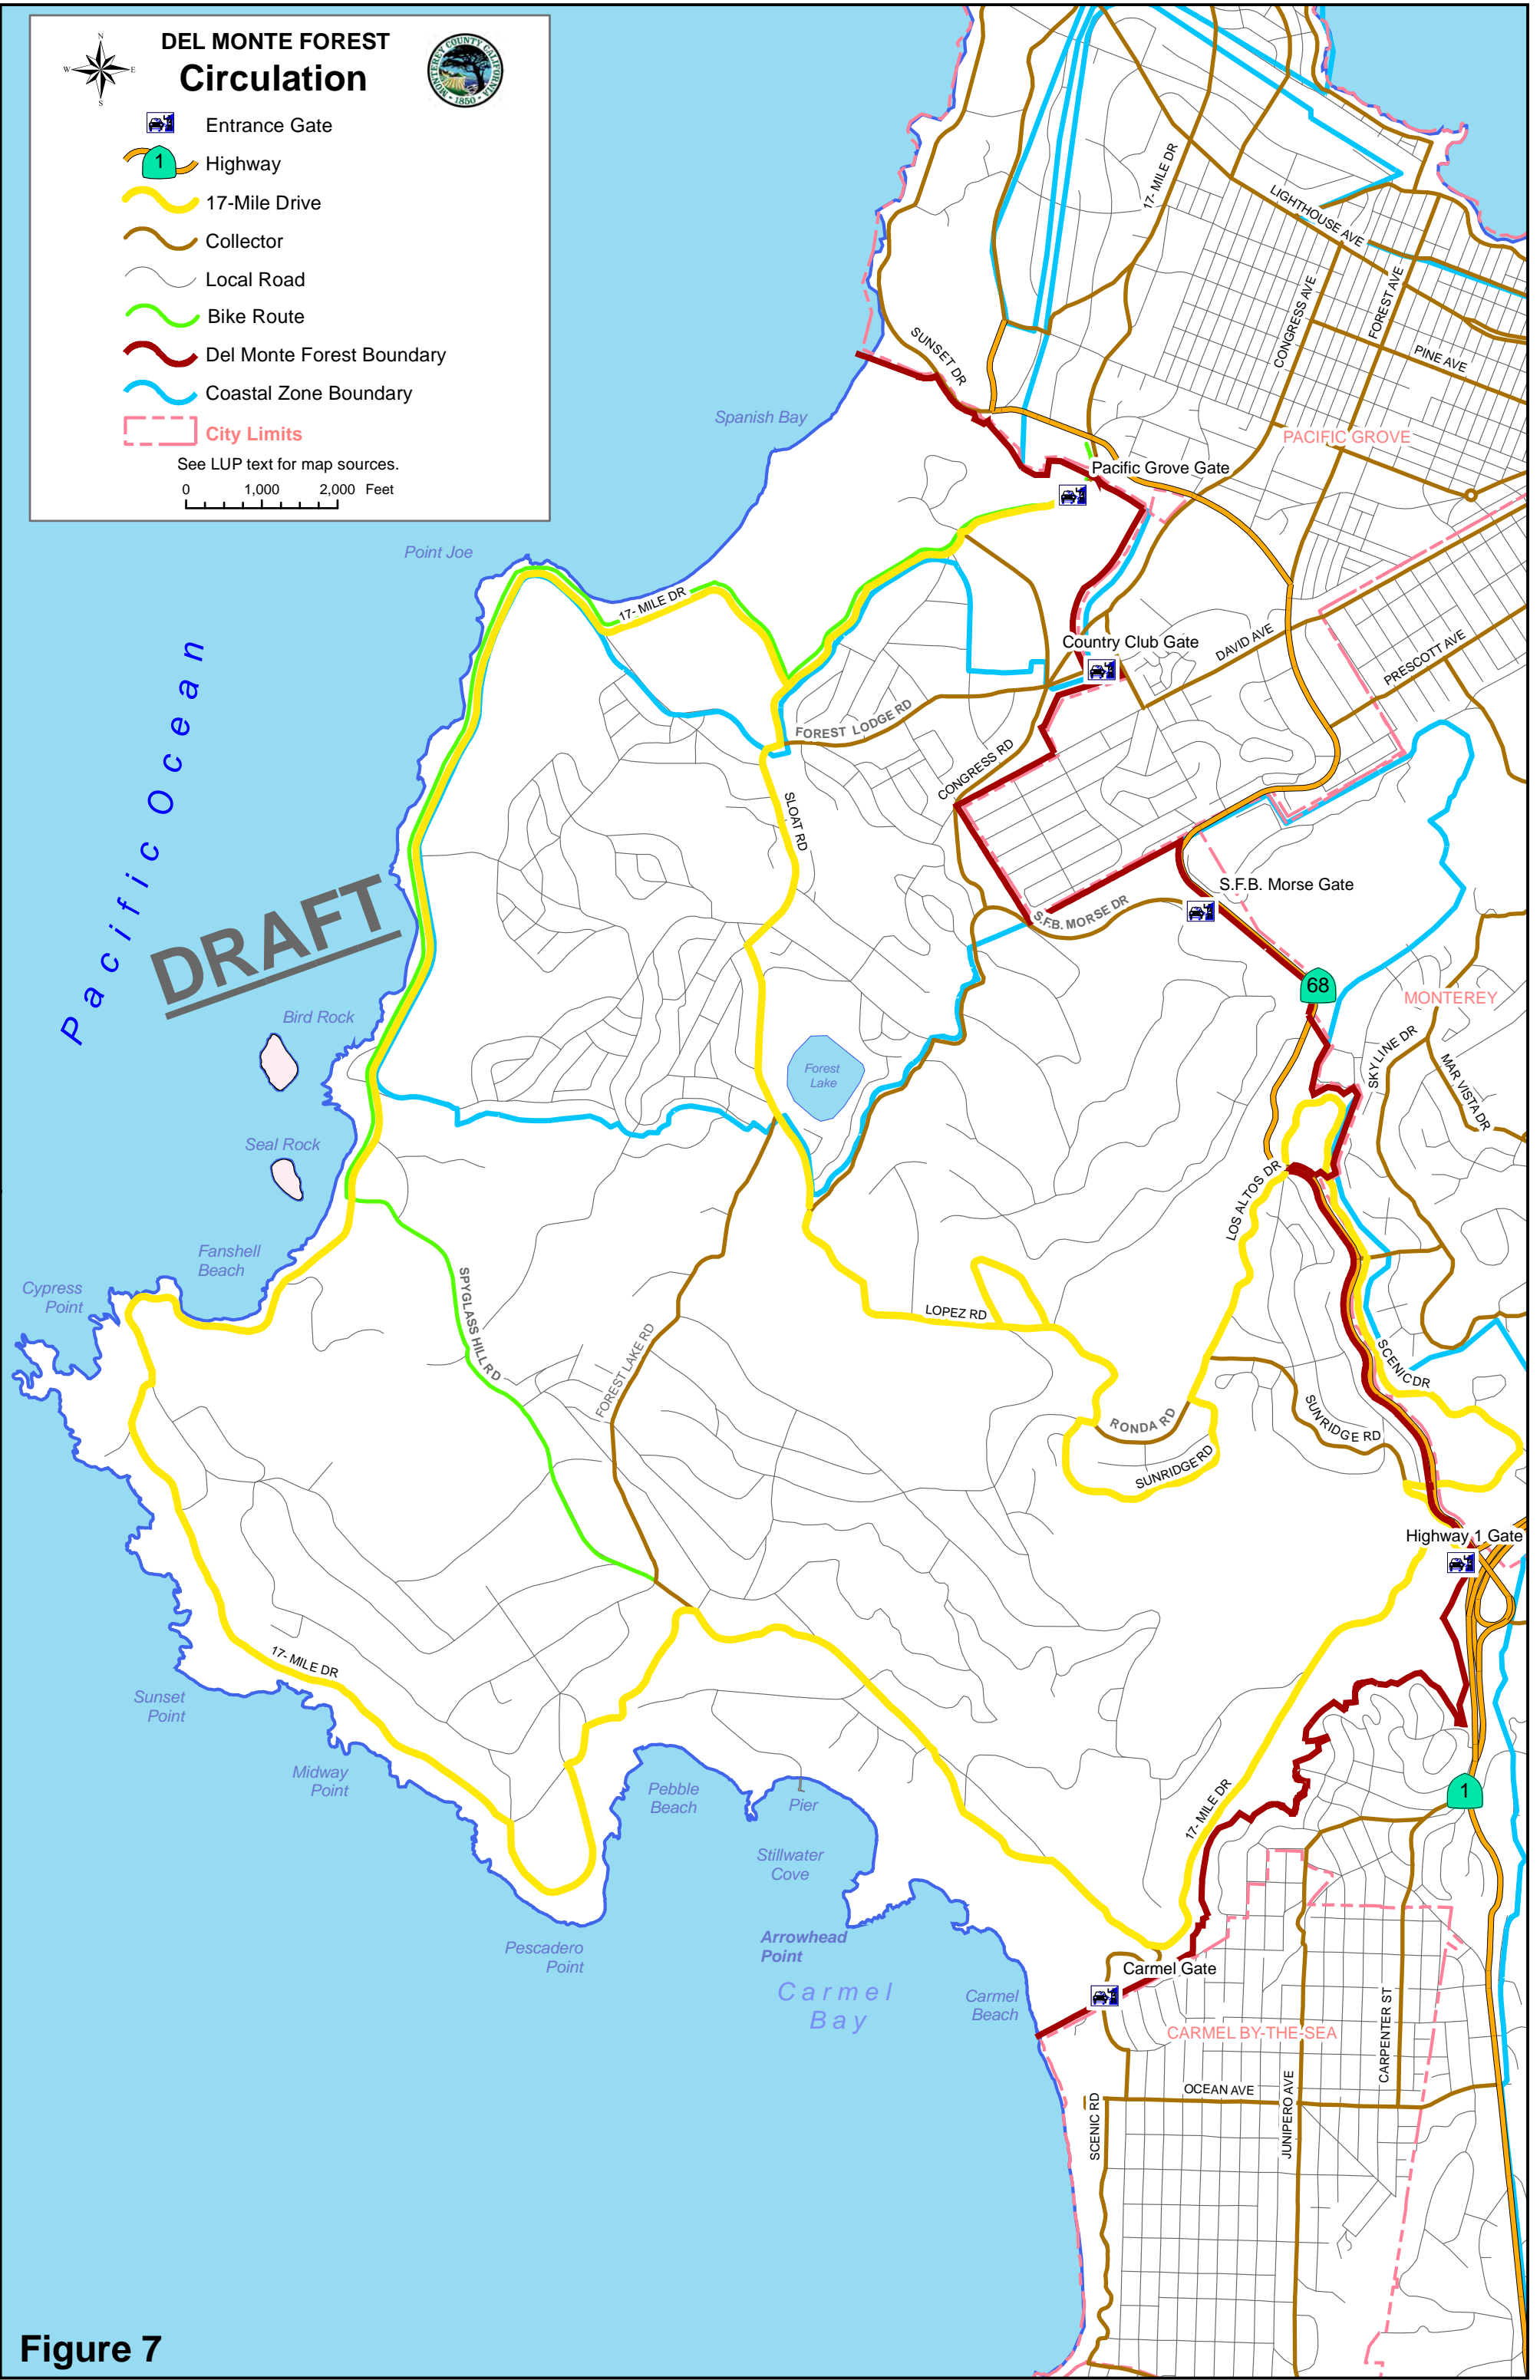 DEL MONTE FOREST
Circulation
N
W
E
S
MONTEREY COUNTY CALIFORNIA
1850
Entrance Gate
1
Highway
17-Mile Drive
Collector
Local Road
Bike Route
Del Monte Forest Boundary
Coastal Zone Boundary
City Limits
See LUP text for map sources.
0 1,000 2,000 Feet
17- MILE DR
LIGHTHOUSE AVE
CONGRESS AVE
FOREST AVE
PINE AVE
SUNSET DR
Spanish Bay
PACIFIC GROVE
Pacific Grove Gate
Point Joe
17- MILE DR
Country Club Gate
DAVID AVE
PRESCOTT AVE
FOREST LODGE RD
CONGRESS RD
SLOAT RD
Pacific Ocean
DRAFT
S.F.B. Morse Gate
S.F.B. MORSE DR
68
MONTEREY
Bird Rock
SKYLINE DR
MAR VISTA DR
Forest
Lake
Seal Rock
LOS ALTOS DR
Fanshell
Beach
Cypress
Point
SPYGLASS HILL RD
LOPEZ RD
FOREST LAKE RD
SCENIC DR
RONDA RD
SUNRIDGE RD
SUNRIDGE RD
Highway 1 Gate
17- MILE DR
Sunset
Point
Midway
Point
Pebble
Beach
Pier
17- MILE DR
1
Stillwater
Cove
Arrowhead
Point
Pescadero
Point
Carmel
Bay
Carmel
Beach
Carmel Gate
CARMEL BY-THE-SEA
CARPENTER ST
OCEAN AVE
SCENIC RD
JUNIPERO AVE
Figure 7